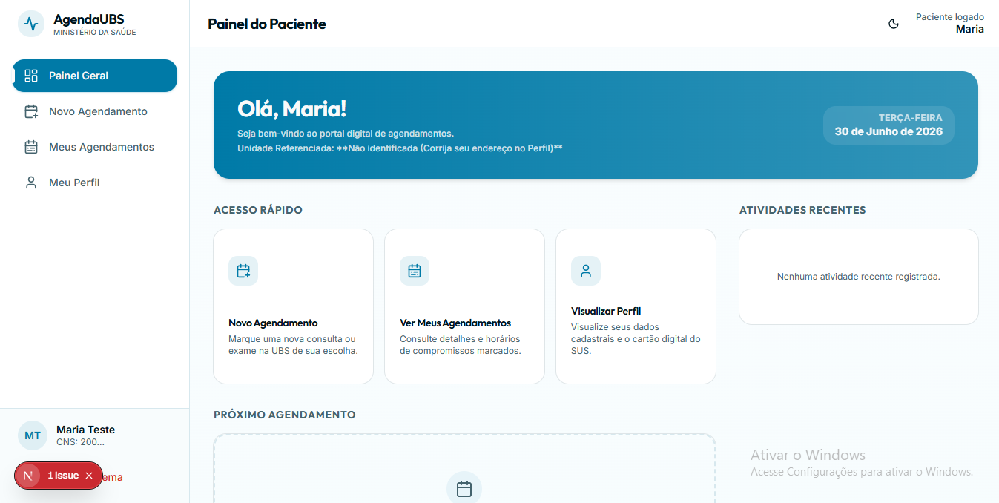 AgendaUBS
MINISTÉRIO DA SAÚDE
Painel do Paciente
Paciente logado
Maria
Painel Geral
Novo Agendamento
Meus Agendamentos
Meu Perfil
Olá, Maria!
Seja bem-vindo ao portal digital de agendamentos.
Unidade Referenciada: **Não identificada (Corrija seu endereço no Perfil)**
TERÇA-FEIRA
30 de Junho de 2026
ACESSO RÁPIDO
Novo Agendamento
Marque uma nova consulta ou
exame na UBS de sua escolha.
Ver Meus Agendamentos
Consulte detalhes e horários
de compromissos marcados.
Visualizar Perfil
Visualize seus dados
cadastrais e o cartão digital do
SUS.
ATIVIDADES RECENTES
Nenhuma atividade recente registrada.
PRÓXIMO AGENDAMENTO
MT
Maria Teste
CNS: 200...
N
1 Issue
ema
Ativar o Windows
Acesse Configurações para ativar o Windows.